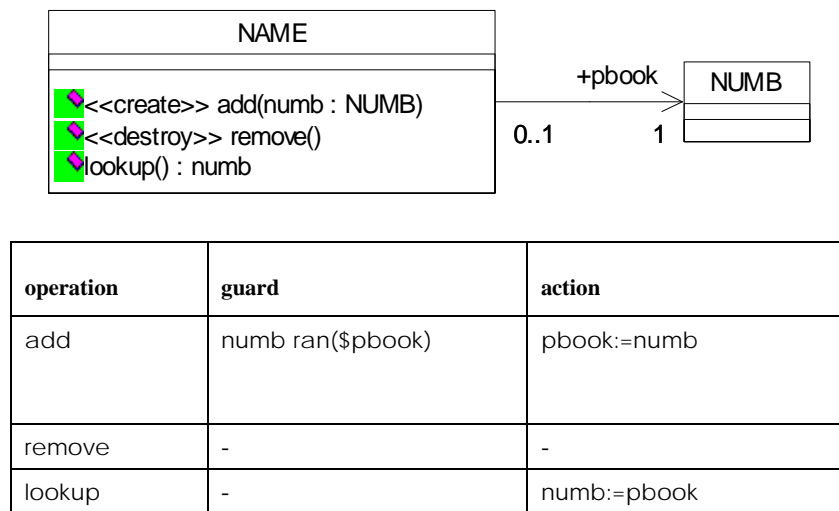 NAME
<<create>> add(numb : NUMB)
<<destroy>> remove()
lookup() : numb
+pbook
NUMB
0..1
1
operation guard action
add numb ran($pbook) pbook:=numb
remove - -
lookup - numb:=pbook